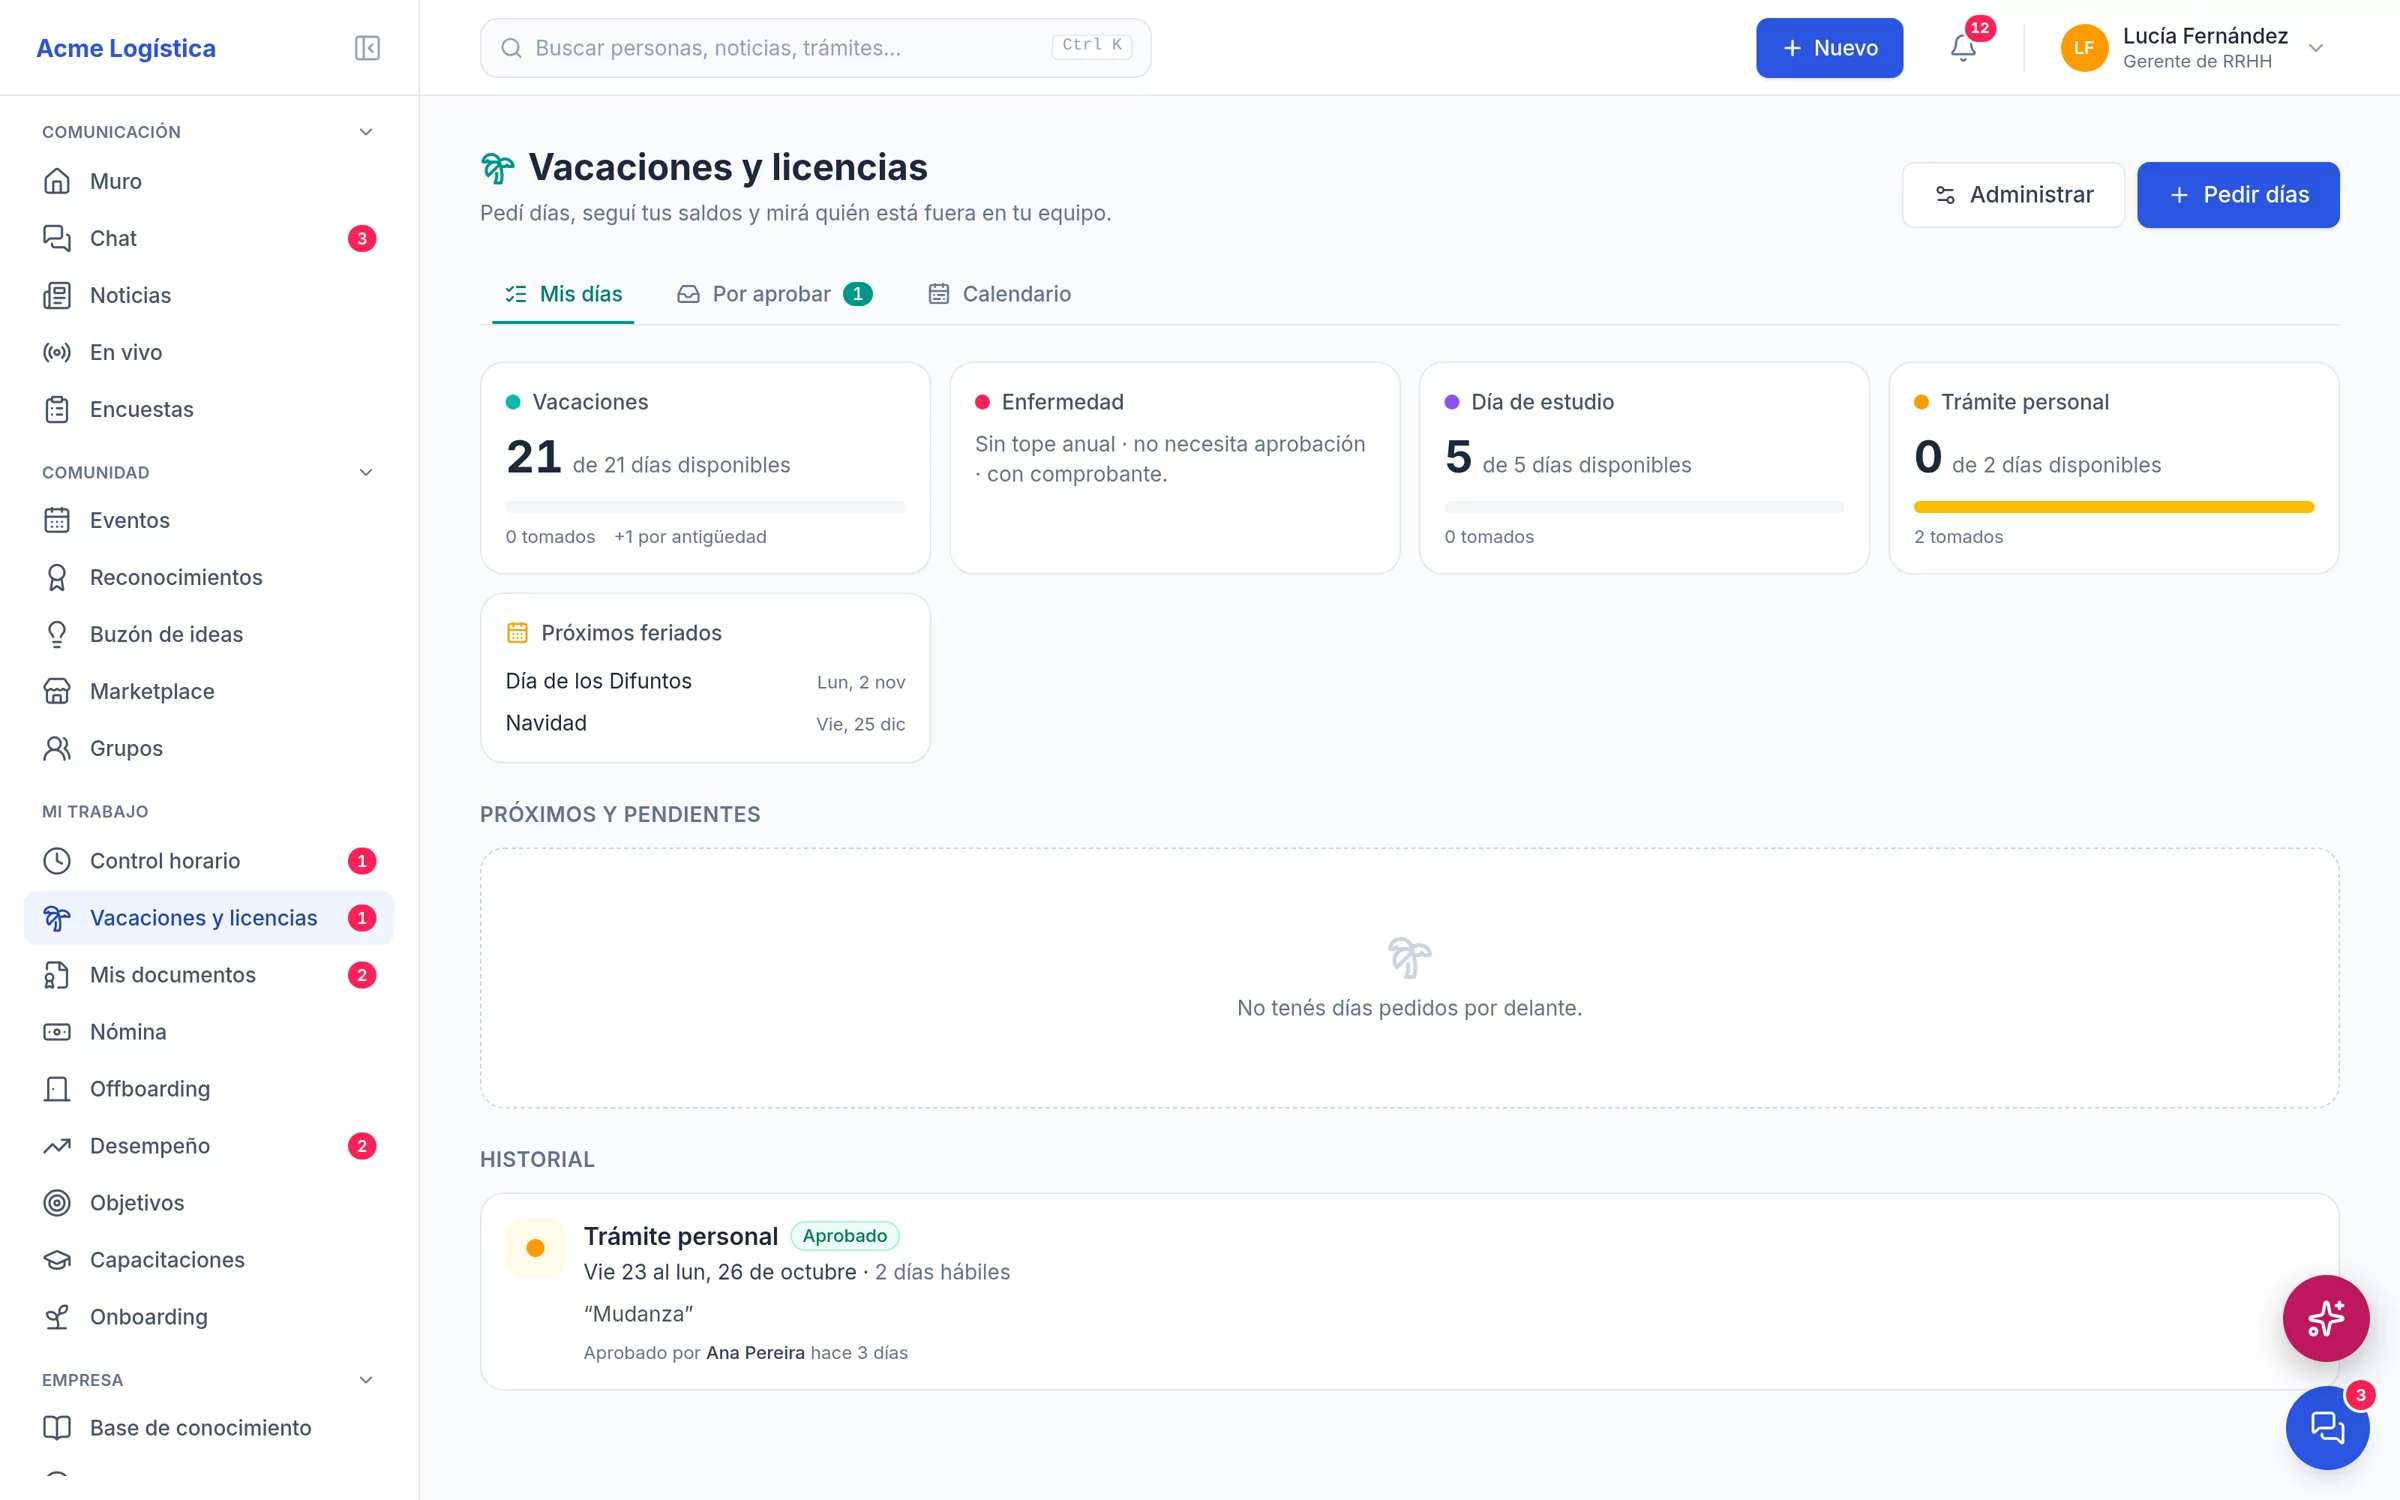 Acme Logística
Buscar personas, noticias, trámites...
Ctrl K
+ Nuevo
12
LF
Lucía Fernández
Gerente de RRHH
COMUNICACIÓN
Muro
Chat
3
Noticias
En vivo
Encuestas
COMUNIDAD
Eventos
Reconocimientos
Buzón de ideas
Marketplace
Grupos
MI TRABAJO
Control horario
1
Vacaciones y licencias
1
Mis documentos
2
Nómina
Offboarding
Desempeño
2
Objetivos
Capacitaciones
Onboarding
EMPRESA
Base de conocimiento
Vacaciones y licencias
Pedí días, seguí tus saldos y mirá quién está fuera en tu equipo.
Administrar
+ Pedir días
Mis días
Por aprobar 1
Calendario
Vacaciones
21 de 21 días disponibles
0 tomados +1 por antigüedad
Enfermedad
Sin tope anual · no necesita aprobación
· con comprobante.
Día de estudio
5 de 5 días disponibles
0 tomados
Trámite personal
0 de 2 días disponibles
2 tomados
Próximos feriados
Día de los Difuntos Lun, 2 nov
Navidad Vie, 25 dic
PRÓXIMOS Y PENDIENTES
No tenés días pedidos por delante.
HISTORIAL
Trámite personal Aprobado
Vie 23 al lun, 26 de octubre · 2 días hábiles
“Mudanza”
Aprobado por Ana Pereira hace 3 días
3